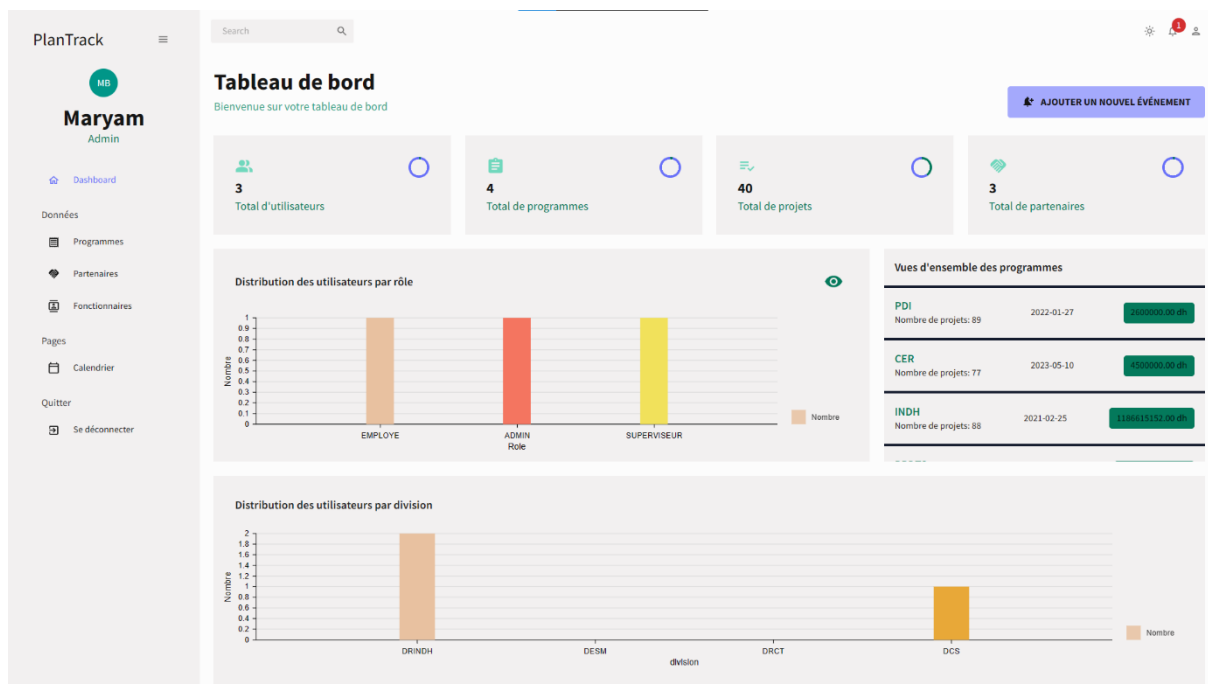 PlanTrack
MB
Maryam
Admin
Dashboard
Données
Programmes
Partenaires
Fonctionnaires
Pages
Calendrier
Quitter
Se déconnecter
Search
1
Tableau de bord
Bienvenue sur votre tableau de bord
AJOUTER UN NOUVEL ÉVÉNEMENT
3
Total d'utilisateurs
4
Total de programmes
40
Total de projets
3
Total de partenaires
Distribution des utilisateurs par rôle
1
0.9
0.8
0.7
0.6
0.5
0.4
0.3
0.2
0.1
0
Nombre
EMPLOYE
ADMIN
SUPERVISEUR
Role
Nombre
Vues d'ensemble des programmes
PDI
Nombre de projets: 89
2022-01-27
2600000.00 dh
CER
Nombre de projets: 77
2023-05-10
4500000.00 dh
INDH
Nombre de projets: 88
2021-02-25
1186615152.00 dh
Distribution des utilisateurs par division
2
1.8
1.6
1.4
1.2
1
0.8
0.6
0.4
0.2
0
Nombre
DRINDH
DESM
DRCT
DCS
division
Nombre